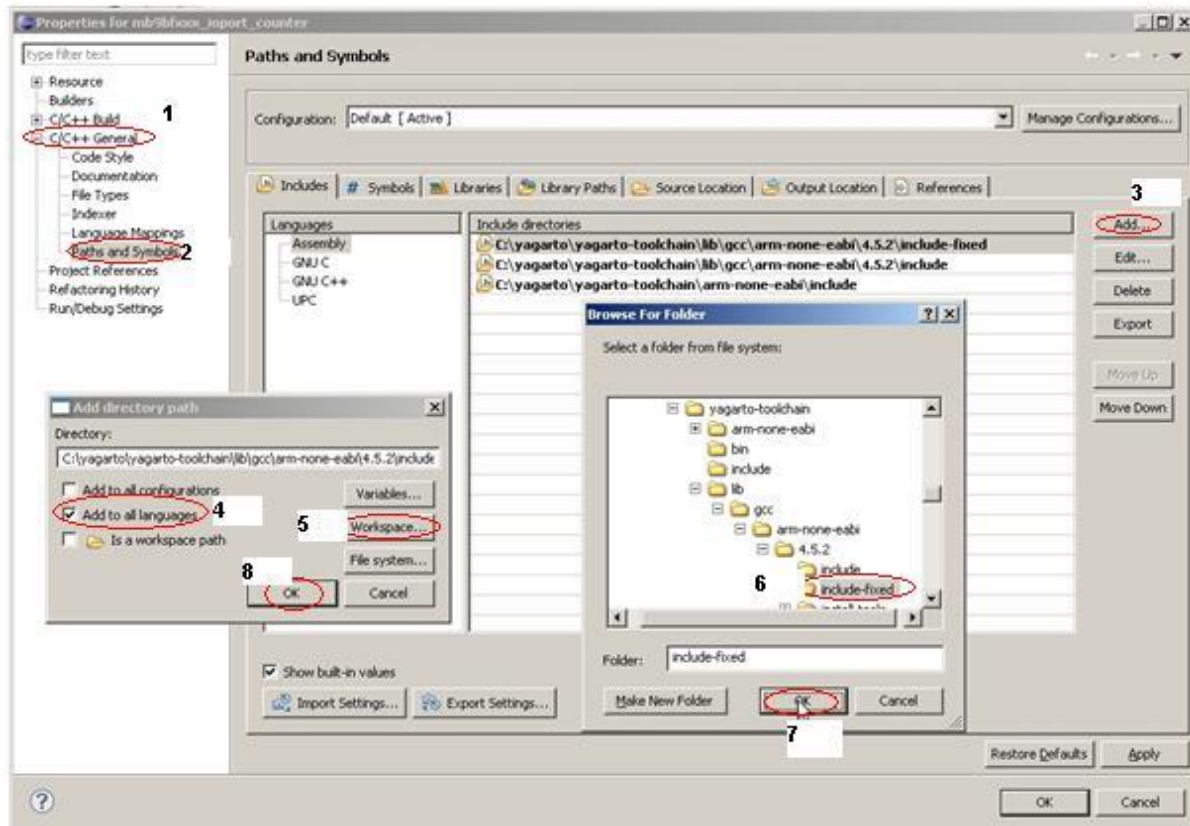 Properties for mb9bfxxx_ioport_counter
type filter text
Paths and Symbols
Resource
Builders
C/C++ Build
1
C/C++ General
Code Style
Documentation
File Types
Indexer
Language Mappings
Paths and Symbols
2
Project References
Refactoring History
Run/Debug Settings
Configuration:
Default [ Active ]
Manage Configurations...
Includes
# Symbols
Libraries
Library Paths
Source Location
Output Location
References
3
Languages
Assembly
GNU C
GNU C++
UPC
Include directories
C:\yagarto\yagarto-toolchain\lib\gcc\arm-none-eabi\4.5.2\include-fixed
C:\yagarto\yagarto-toolchain\lib\gcc\arm-none-eabi\4.5.2\include
C:\yagarto\yagarto-toolchain\arm-none-eabi\include
Add...
Edit...
Delete
Export
Move Up
Move Down
Browse For Folder
Select a folder from file system:
yagarto-toolchain
arm-none-eabi
bin
include
lib
gcc
arm-none-eabi
4.5.2
include
6
include-fixed
install-tools
Folder:
include-fixed
Make New Folder
OK
Cancel
7
Add directory path
Directory:
C:\yagarto\yagarto-toolchain\lib\gcc\arm-none-eabi\4.5.2\include
Add to all configurations
Add to all languages
4
Is a workspace path
Variables...
5
Workspace...
File system...
8
OK
Cancel
Show built-in values
Import Settings...
Export Settings...
Restore Defaults
Apply
OK
Cancel